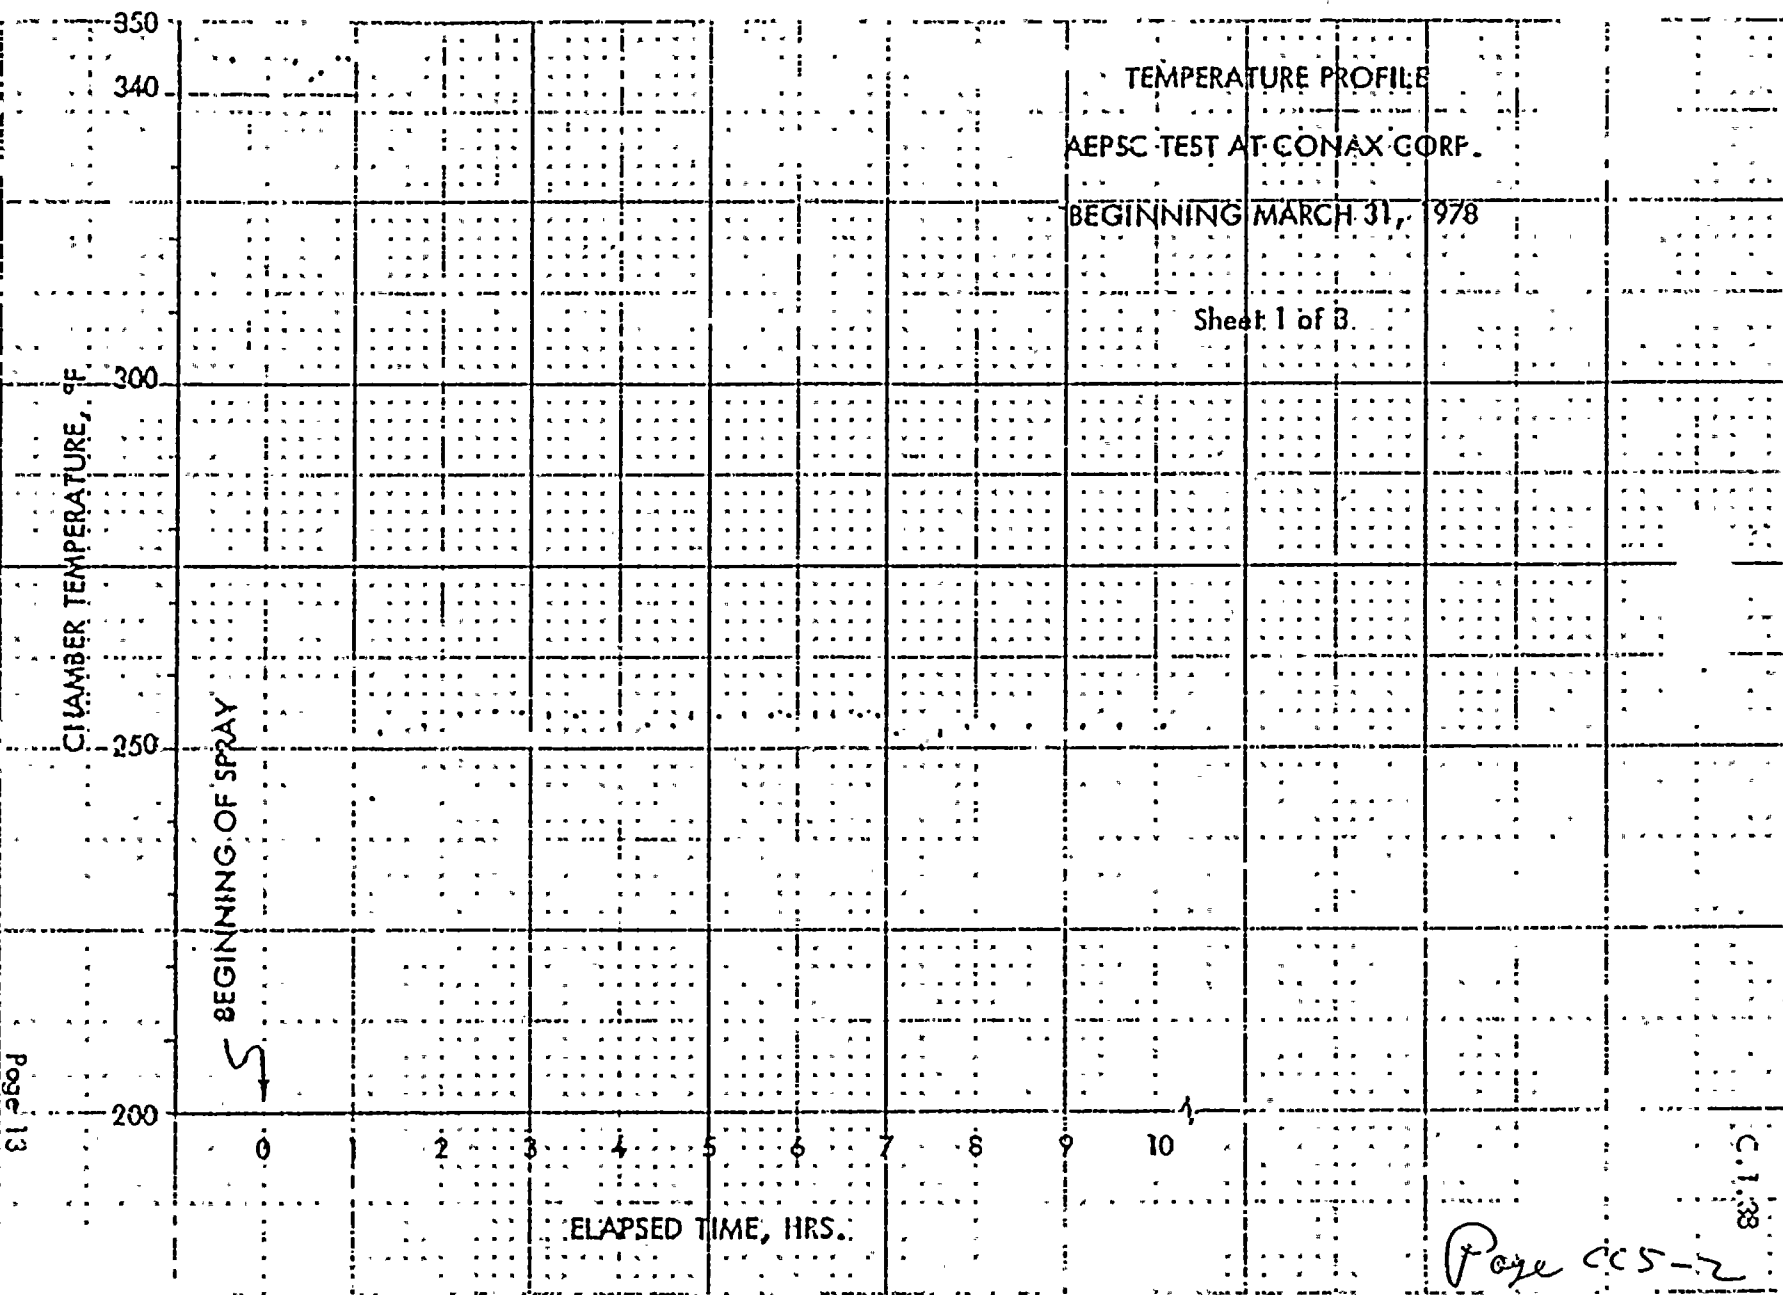 TEMPERATURE PROFILE
AEPSC TEST AT CONAX CORP.
BEGINNING MARCH 31, 1978
Sheet 1 of 3
350
340
300
250
200
CHAMBER TEMPERATURE, °F
BEGINNING OF SPRAY
0 1 2 3 4 5 6 7 8 9 10
ELAPSED TIME, HRS.
Page 13
C.1.38
Page CC5-2